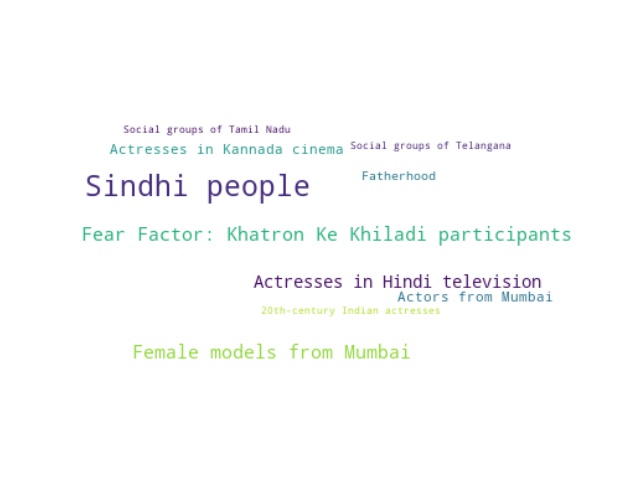 Social groups of Tamil Nadu
Actresses in Kannada cinema
Social groups of Telangana
Fatherhood
Sindhi people
Fear Factor: Khatron Ke Khiladi participants
Actresses in Hindi television
Actors from Mumbai
20th-century Indian actresses
Female models from Mumbai